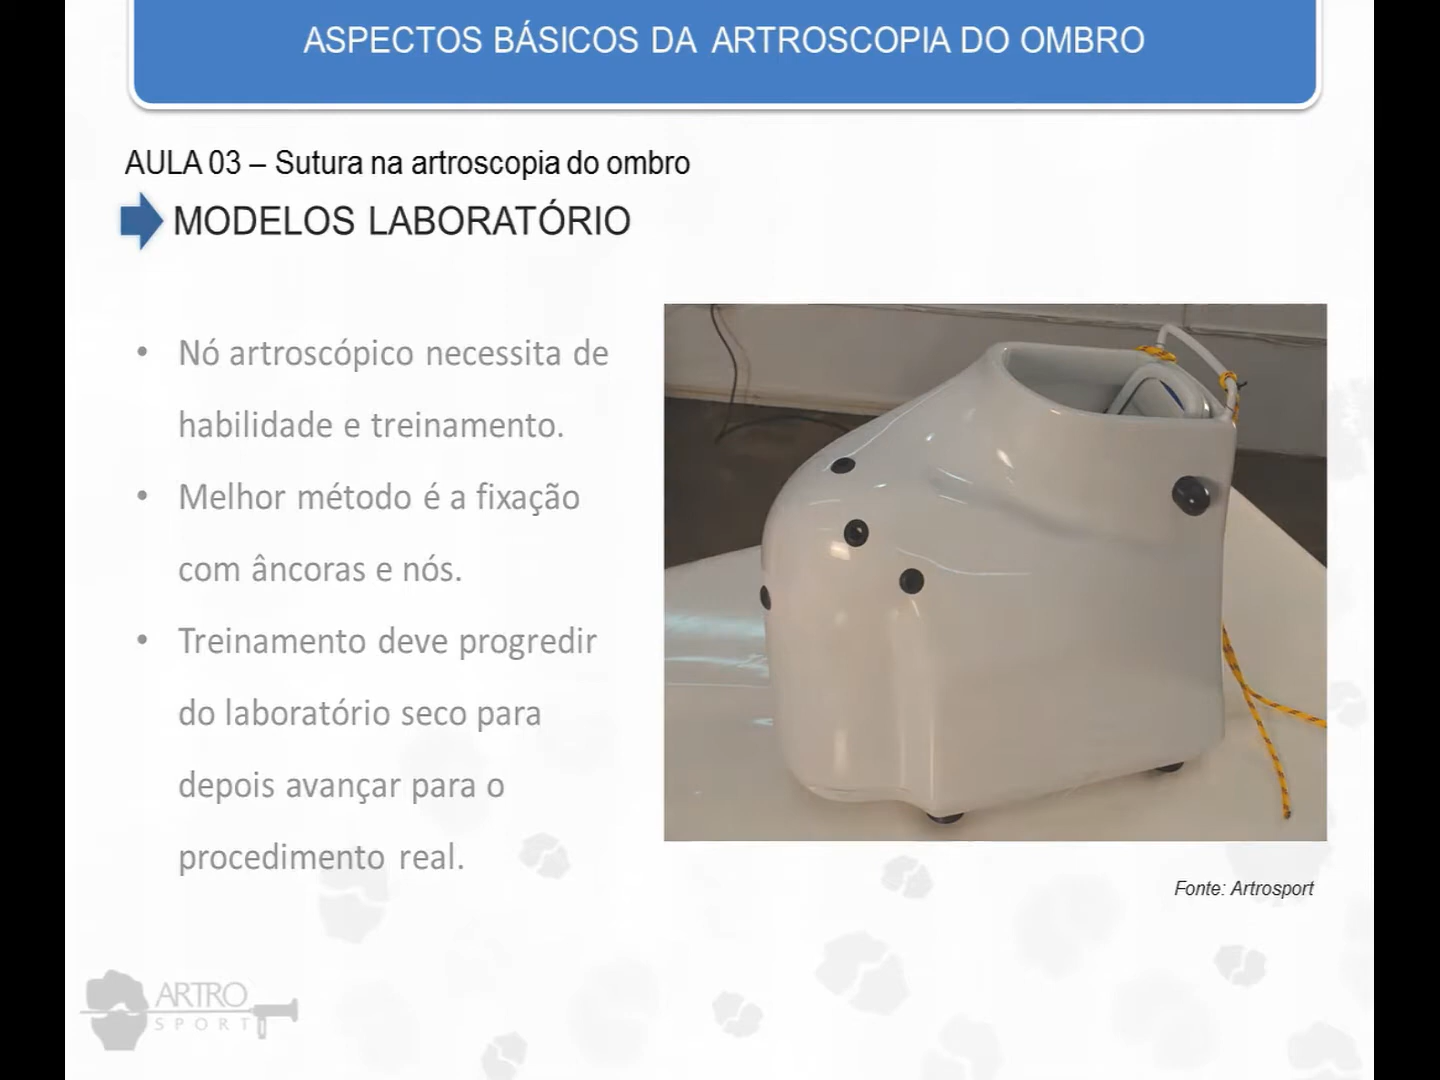 ASPECTOS BÁSICOS DA ARTROSCOPIA DO OMBRO
AULA 03 – Sutura na artroscopia do ombro
MODELOS LABORATÓRIO
• Nó artroscópico necessita de
habilidade e treinamento.
• Melhor método é a fixação
com âncoras e nós.
• Treinamento deve progredir
do laboratório seco para
depois avançar para o
procedimento real.
Fonte: Artrosport
ARTRO
SPORT